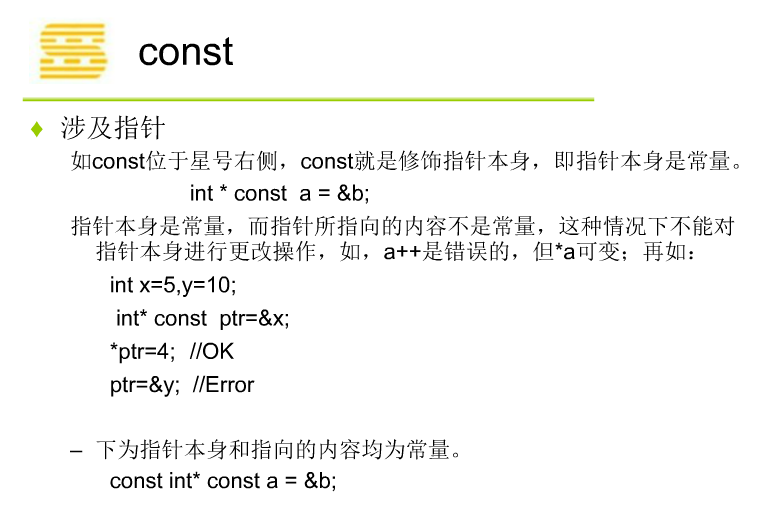 const
♦ 涉及指针
如const位于星号右侧，const就是修饰指针本身，即指针本身是常量。
int * const a = &b;
指针本身是常量，而指针所指向的内容不是常量，这种情况下不能对
指针本身进行更改操作，如，a++是错误的，但*a可变；再如：
int x=5,y=10;
int* const ptr=&x;
*ptr=4; //OK
ptr=&y; //Error
– 下为指针本身和指向的内容均为常量。
const int* const a = &b;